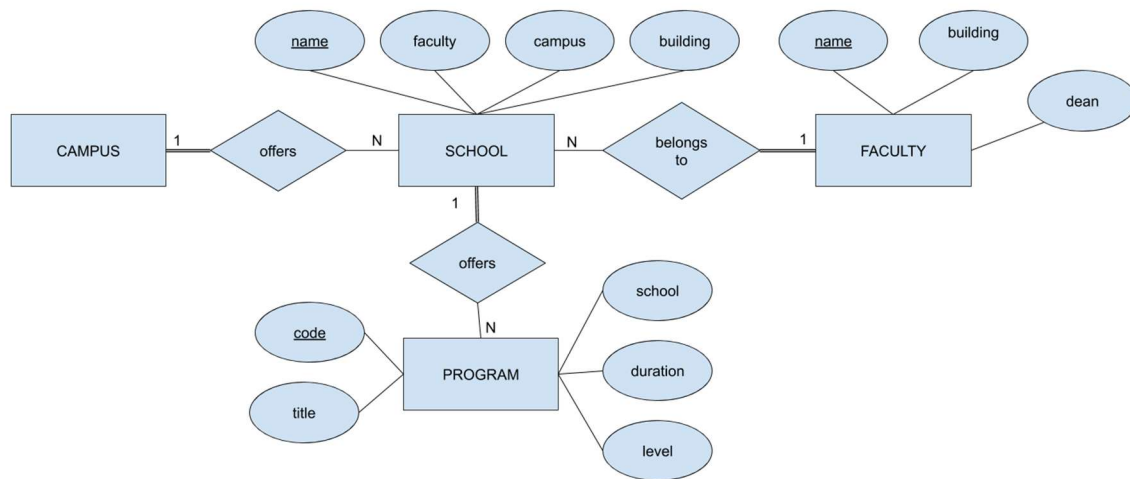 name
faculty
campus
building
name
building
dean
CAMPUS
1
offers
N
SCHOOL
N
belongs
to
1
FACULTY
1
offers
N
school
code
PROGRAM
duration
title
level